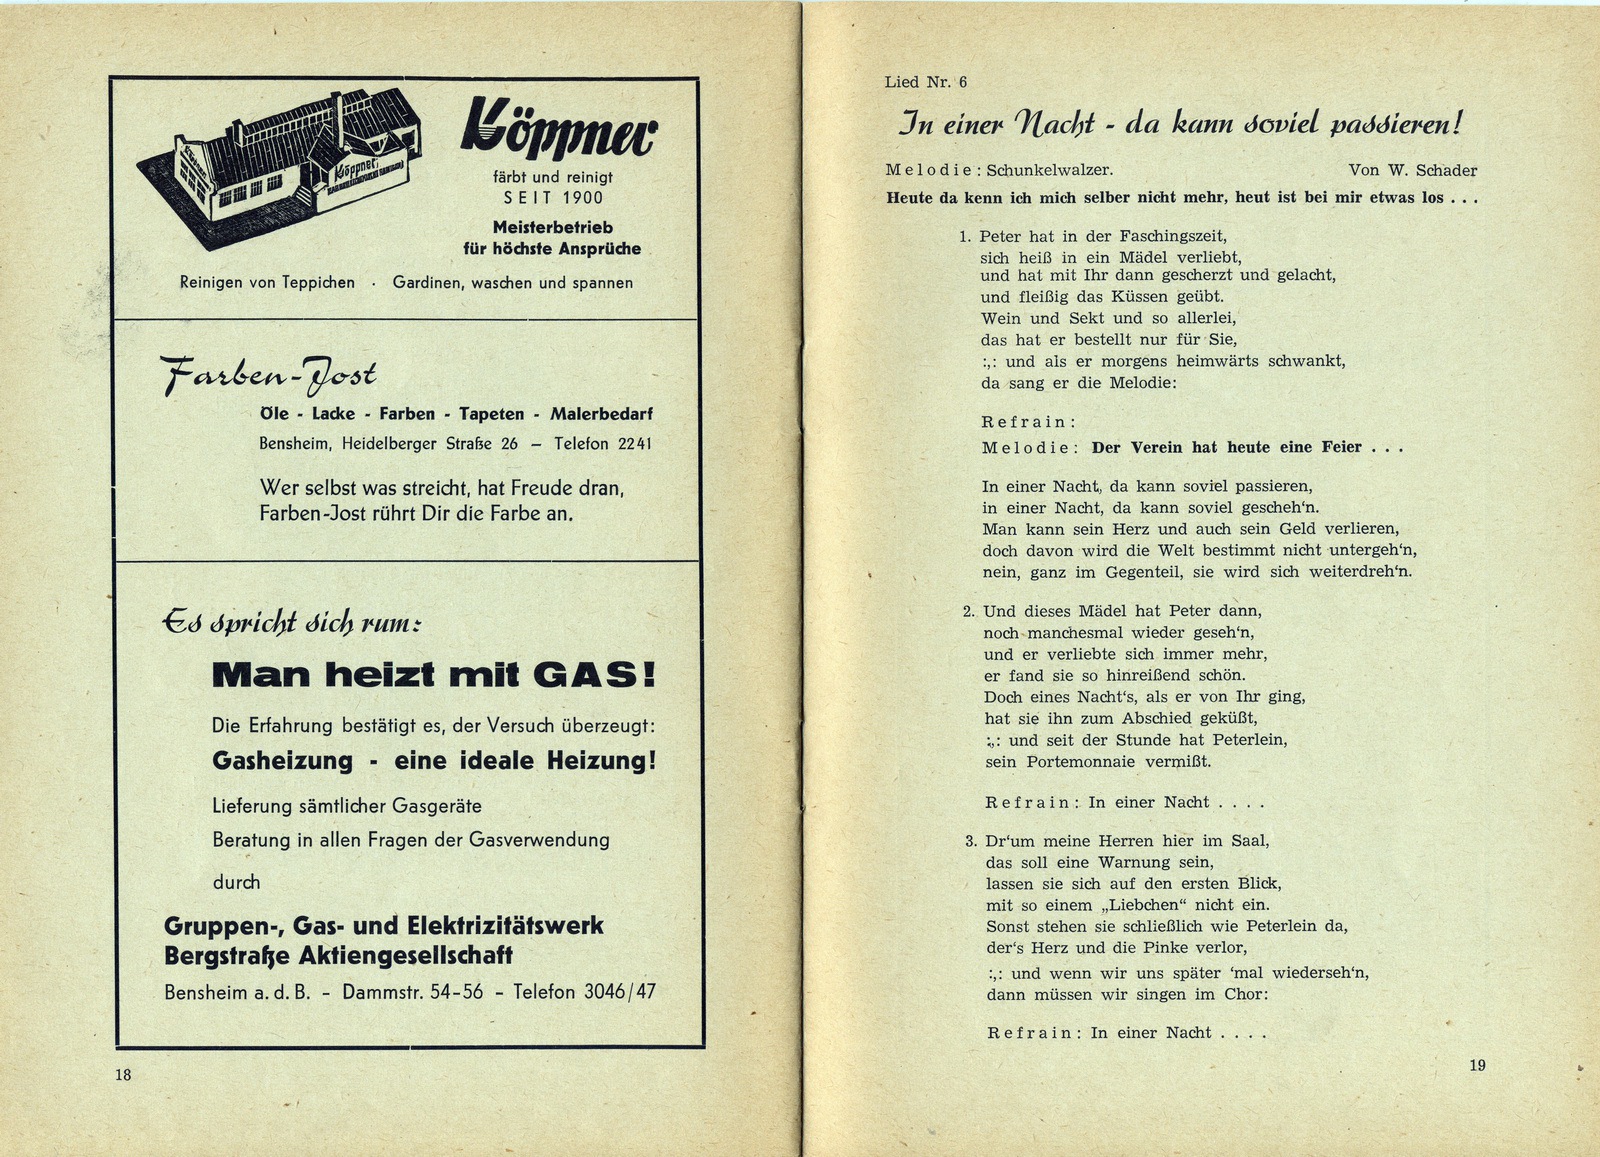 Köppner
färbt und reinigt
SEIT 1900
Meisterbetrieb
für höchste Ansprüche
Köppner
Reinigen von Teppichen · Gardinen, waschen und spannen
Farben-Jost
Öle - Lacke - Farben - Tapeten - Malerbedarf
Bensheim, Heidelberger Straße 26 – Telefon 2241
Wer selbst was streicht, hat Freude dran,
Farben-Jost rührt Dir die Farbe an.
Es spricht sich rum:
Man heizt mit GAS!
Die Erfahrung bestätigt es, der Versuch überzeugt:
Gasheizung - eine ideale Heizung!
Lieferung sämtlicher Gasgeräte
Beratung in allen Fragen der Gasverwendung
durch
Gruppen-, Gas- und Elektrizitätswerk
Bergstraße Aktiengesellschaft
Bensheim a. d. B. - Dammstr. 54-56 - Telefon 3046/47
18
Lied Nr. 6
In einer Nacht - da kann soviel passieren!
Melodie: Schunkelwalzer. Von W. Schader
Heute da kenn ich mich selber nicht mehr, heut ist bei mir etwas los . . .
1. Peter hat in der Faschingszeit,
sich heiß in ein Mädel verliebt,
und hat mit Ihr dann gescherzt und gelacht,
und fleißig das Küssen geübt.
Wein und Sekt und so allerlei,
das hat er bestellt nur für Sie,
:,: und als er morgens heimwärts schwankt,
da sang er die Melodie:
Refrain:
Melodie: Der Verein hat heute eine Feier . . .
In einer Nacht, da kann soviel passieren,
in einer Nacht, da kann soviel gescheh‘n.
Man kann sein Herz und auch sein Geld verlieren,
doch davon wird die Welt bestimmt nicht untergeh‘n,
nein, ganz im Gegenteil, sie wird sich weiterdreh‘n.
2. Und dieses Mädel hat Peter dann,
noch manchesmal wieder geseh‘n,
und er verliebte sich immer mehr,
er fand sie so hinreißend schön.
Doch eines Nacht‘s, als er von Ihr ging,
hat sie ihn zum Abschied geküßt,
:,: und seit der Stunde hat Peterlein,
sein Portemonnaie vermißt.
Refrain: In einer Nacht . . . .
3. Dr‘um meine Herren hier im Saal,
das soll eine Warnung sein,
lassen sie sich auf den ersten Blick,
mit so einem „Liebchen“ nicht ein.
Sonst stehen sie schließlich wie Peterlein da,
der‘s Herz und die Pinke verlor,
:,: und wenn wir uns später ‘mal wiederseh‘n,
dann müssen wir singen im Chor:
Refrain: In einer Nacht . . . .
19